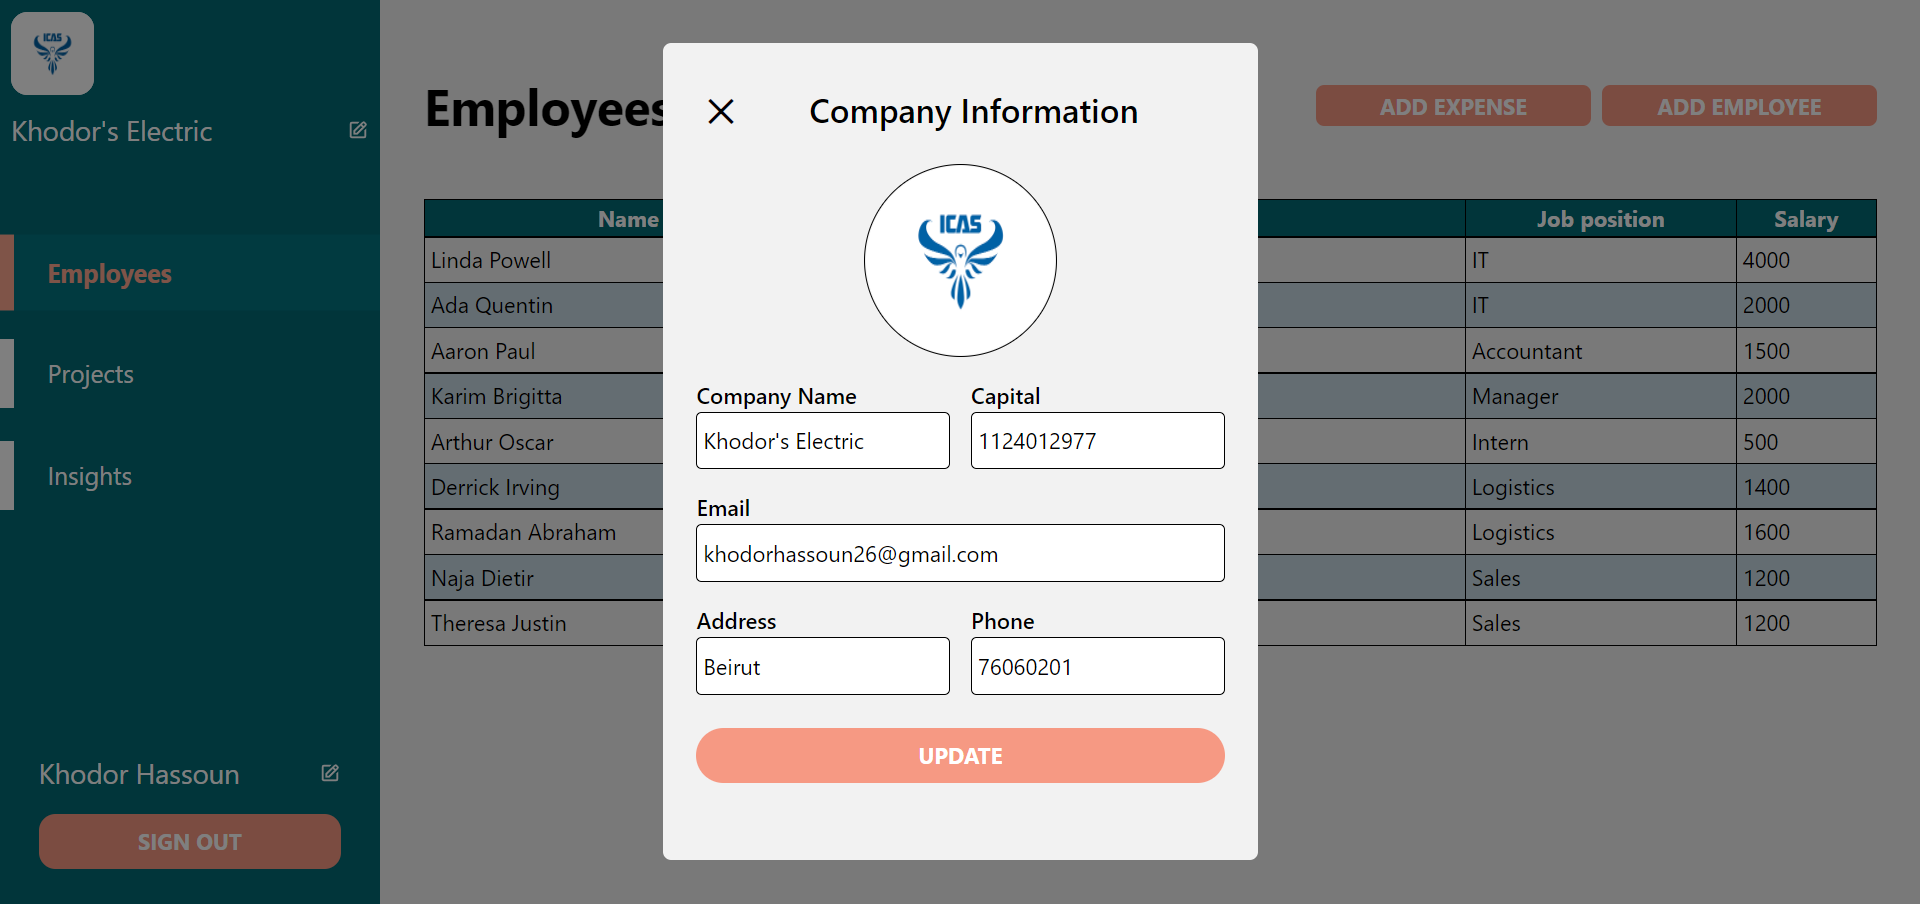 ICAS
Khodor's Electric
Employees
Projects
Insights
Khodor Hassoun
SIGN OUT
Employees
ADD EXPENSE ADD EMPLOYEE
Name Job position Salary
Linda Powell IT 4000
Ada Quentin IT 2000
Aaron Paul Accountant 1500
Karim Brigitta Manager 2000
Arthur Oscar Intern 500
Derrick Irving Logistics 1400
Ramadan Abraham Logistics 1600
Naja Dietir Sales 1200
Theresa Justin Sales 1200
Company Information
ICAS
Company Name Capital
Khodor's Electric 1124012977
Email
khodorhassoun26@gmail.com
Address Phone
Beirut 76060201
UPDATE